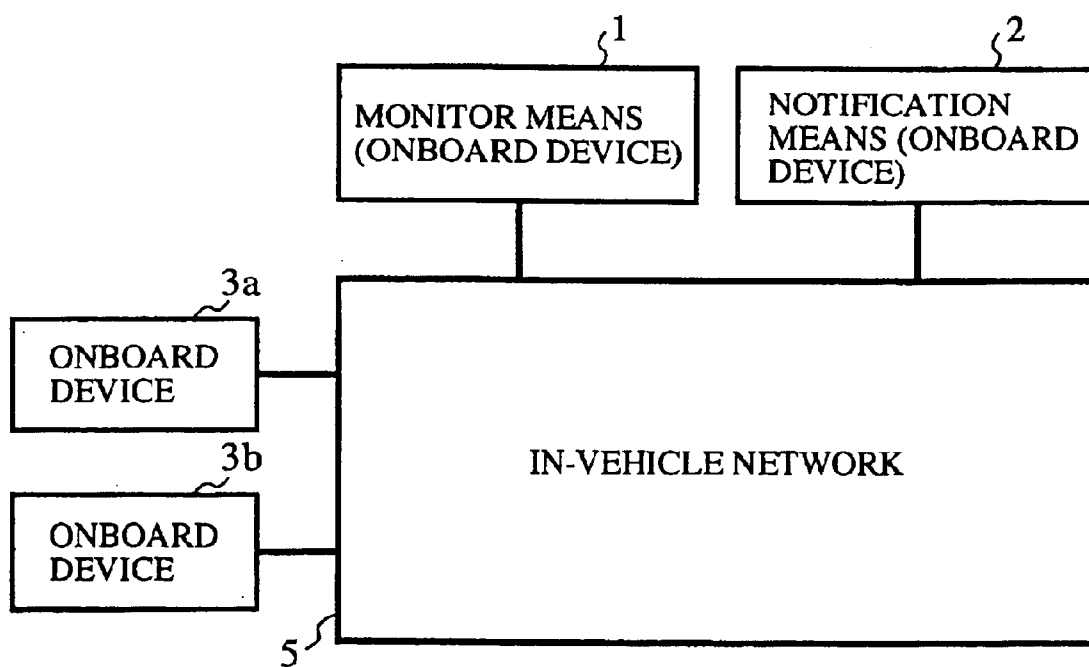 1
MONITOR MEANS
(ONBOARD DEVICE)
2
NOTIFICATION
MEANS (ONBOARD
DEVICE)
3a
ONBOARD
DEVICE
3b
ONBOARD
DEVICE
IN-VEHICLE NETWORK
5